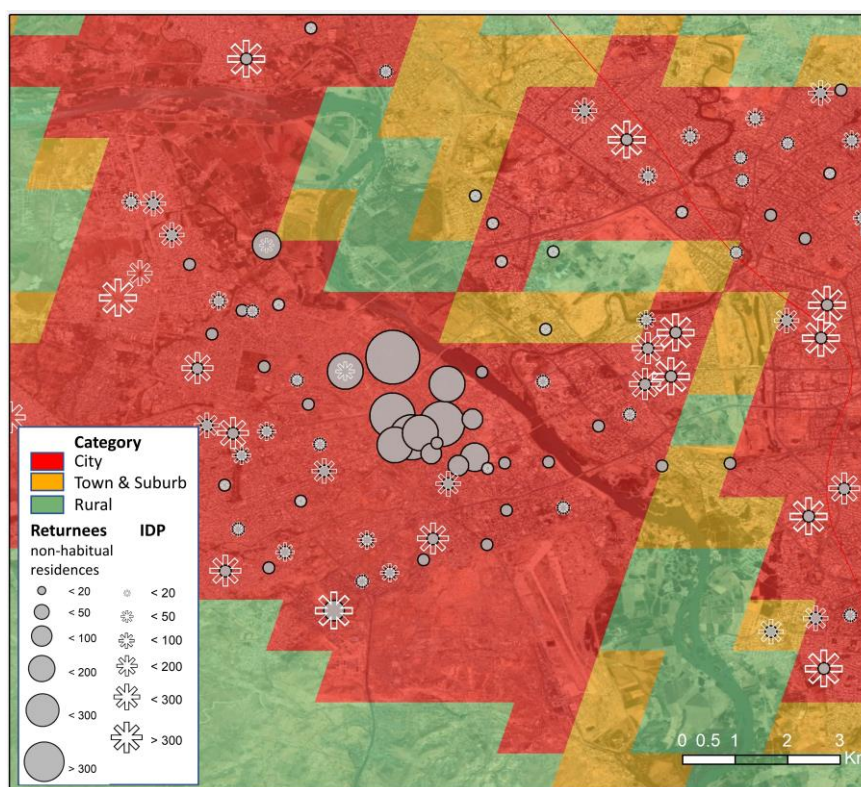 Category
City
Town & Suburb
Rural
Returnees
non-habitual
residences
< 20
< 50
< 100
< 200
< 300
> 300
IDP
< 20
< 50
< 100
< 200
< 300
> 300
0 0.5 1 2 3